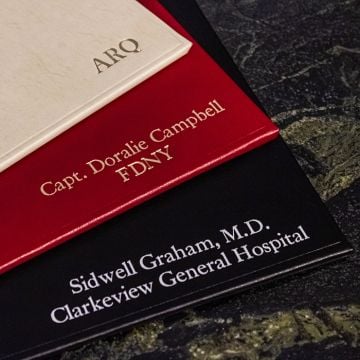 ARQ
Capt. Doralie Campbell
FDNY
Sidwell Graham, M.D.
Clarkeview General Hospital